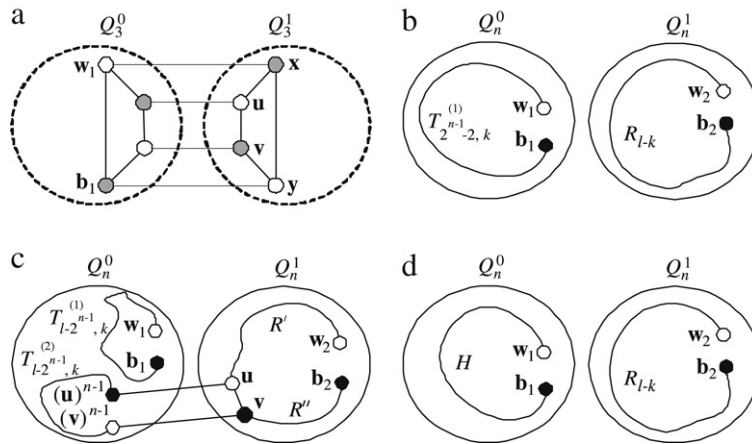 a
Q_3^0 Q_3^1
w_1 x
u
v
b_1 y
b
Q_n^0 Q_n^1
w_1 w_2
T_{2^{n-1}-2, k}^{(1)} b_1 b_2
R_{l-k}
c
Q_n^0 Q_n^1
T_{l-2^{n-1}, k}^{(1)} R'
w_1 w_2
T_{l-2^{n-1}, k}^{(2)} b_1 b_2
(u)^{n-1} u
(v)^{n-1} v R''
d
Q_n^0 Q_n^1
w_1 w_2
H b_1 b_2
R_{l-k}